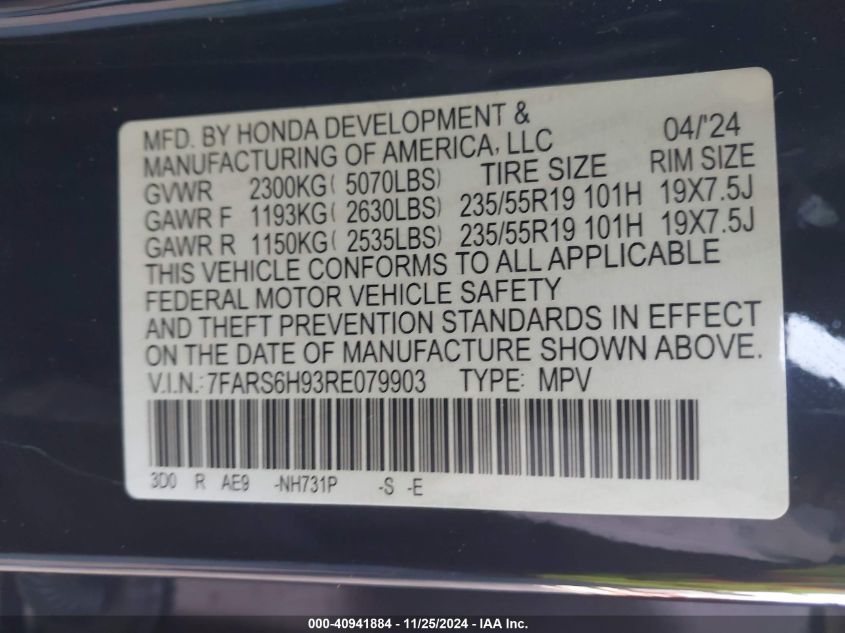 MFD. BY HONDA DEVELOPMENT & 04/'24
MANUFACTURING OF AMERICA, LLC
GVWR 2300KG( 5070LBS) TIRE SIZE RIM SIZE
GAWR F 1193KG( 2630LBS) 235/55R19 101H 19X7.5J
GAWR R 1150KG( 2535LBS) 235/55R19 101H 19X7.5J
THIS VEHICLE CONFORMS TO ALL APPLICABLE
FEDERAL MOTOR VEHICLE SAFETY
AND THEFT PREVENTION STANDARDS IN EFFECT
ON THE DATE OF MANUFACTURE SHOWN ABOVE.
V.I.N.: 7FARS6H93RE079903 TYPE: MPV
3D0 R AE9 -NH731P -S -E
000-40941884 - 11/25/2024 - IAA Inc.